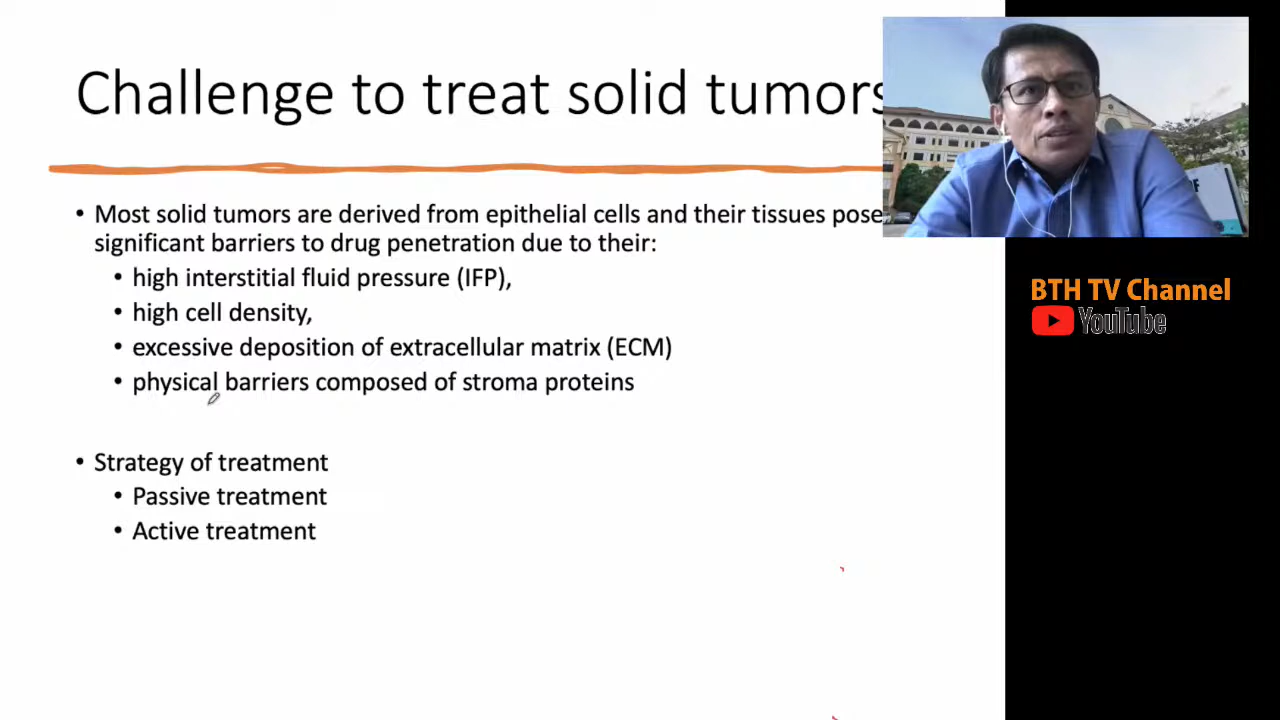 Challenge to treat solid tumors
• Most solid tumors are derived from epithelial cells and their tissues pose
significant barriers to drug penetration due to their:
• high interstitial fluid pressure (IFP),
• high cell density,
• excessive deposition of extracellular matrix (ECM)
• physical barriers composed of stroma proteins
• Strategy of treatment
• Passive treatment
• Active treatment
BTH TV Channel
YouTube